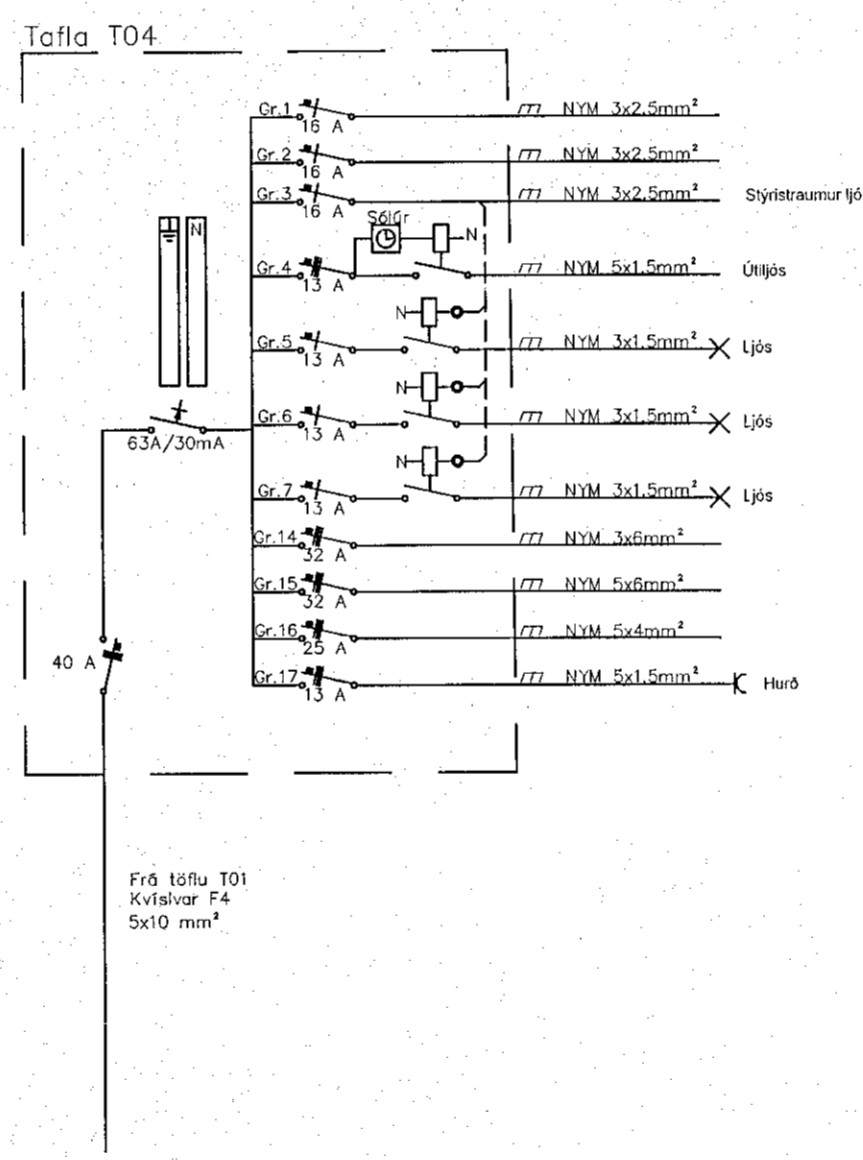 Tafla T04
Gr.1 16 A NYM 3x2.5mm²
Gr.2 16 A NYM 3x2.5mm²
Gr.3 16 A NYM 3x2.5mm² Stýristraumur ljó
N
Sólúr N
Gr.4 13 A NYM 5x1.5mm² Útiljós
N
Gr.5 13 A NYM 3x1.5mm² Ljós
N
Gr.6 13 A NYM 3x1.5mm² Ljós
63A/30mA
N
Gr.7 13 A NYM 3x1.5mm² Ljós
Gr.14 32 A NYM 3x6mm²
Gr.15 32 A NYM 5x6mm²
Gr.16 25 A NYM 5x4mm²
40 A
Gr.17 13 A NYM 5x1.5mm² Hurð
Frá töflu T01
Kvíslvar F4
5x10 mm²